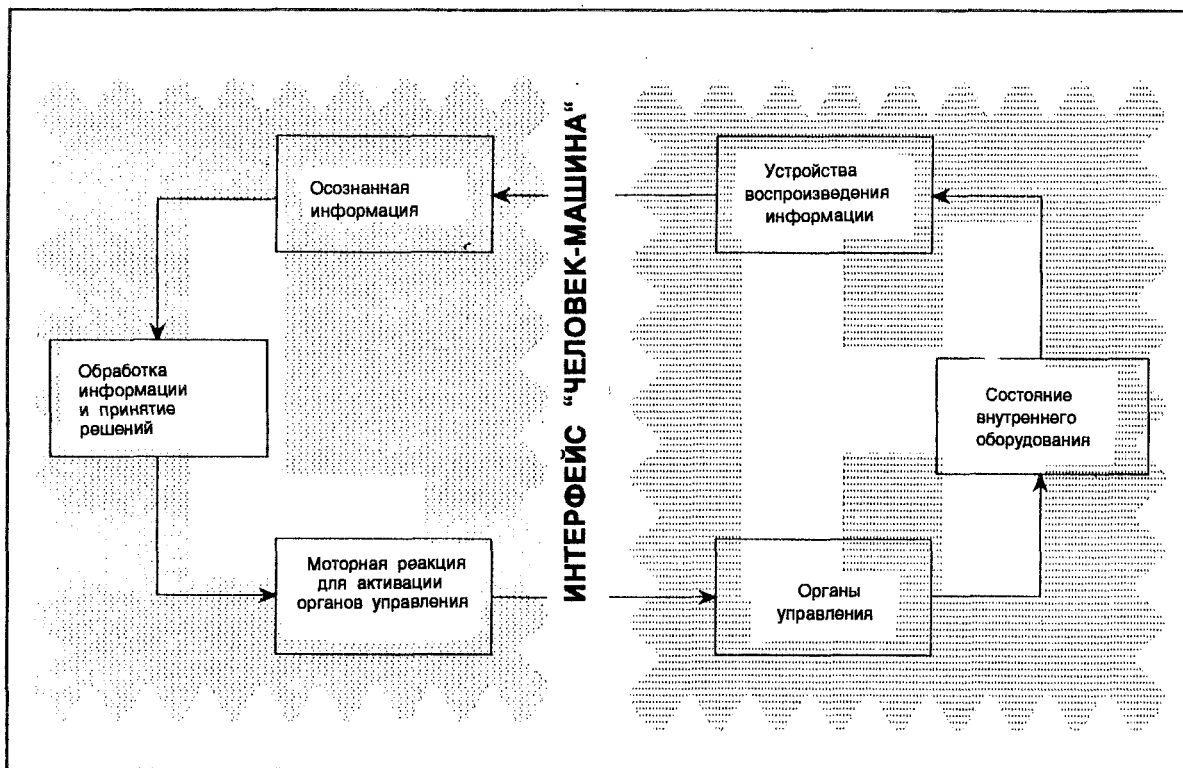 Осознанная
информация
Обработка
информации
и принятие
решений
Моторная реакция
для активации
органов управления
ИНТЕРФЕЙС "ЧЕЛОВЕК-МАШИНА"
Устройства
воспроизведения
информации
Состояние
внутреннего
оборудования
Органы
управления